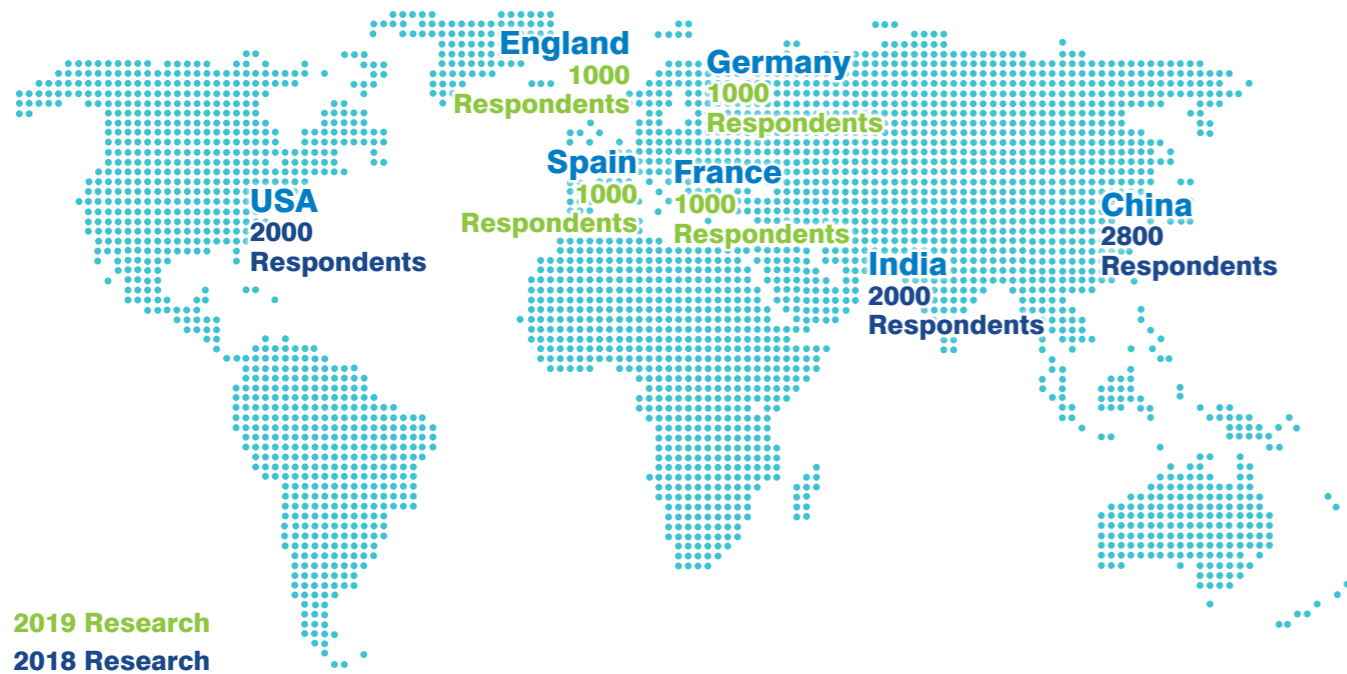 England
1000
Respondents
Germany
1000
Respondents
Spain
1000
Respondents
France
1000
Respondents
USA
2000
Respondents
China
2800
Respondents
India
2000
Respondents
2019 Research
2018 Research